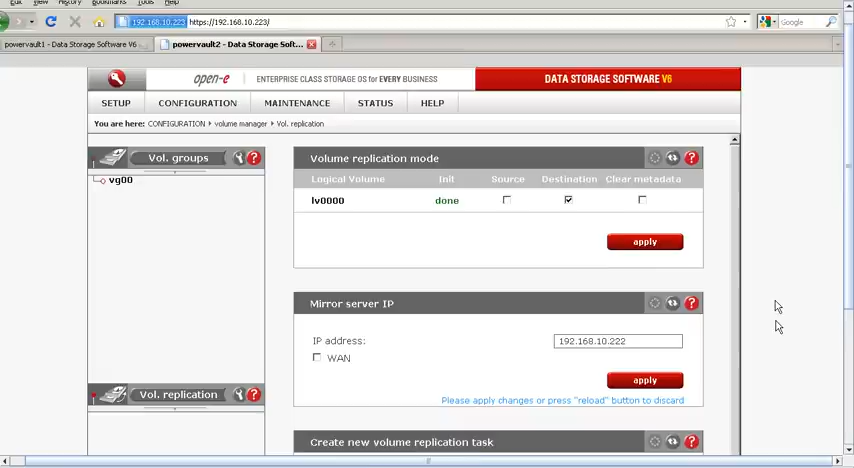 Edit View History Bookmarks Tools Help
192.168.10.223 https://192.168.10.223/
Google
powervault1 - Data Storage Software V6
powervault2 - Data Storage Soft...
open-e ENTERPRISE CLASS STORAGE OS for EVERY BUSINESS
DATA STORAGE SOFTWARE V6
SETUP CONFIGURATION MAINTENANCE STATUS HELP
You are here: CONFIGURATION volume manager Vol. replication
Vol. groups
vg00
Volume replication mode
Logical Volume Init Source Destination Clear metadata
lv0000 done
apply
Mirror server IP
IP address: 192.168.10.222
WAN
apply
Please apply changes or press "reload" button to discard
Vol. replication
Create new volume replication task